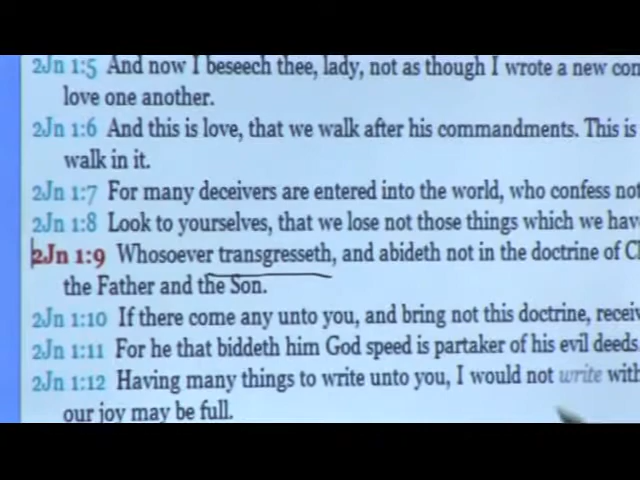 2Jn 1:5 And now I beseech thee, lady, not as though I wrote a new
love one another.
2Jn 1:6 And this is love, that we walk after his commandments. This is
walk in it.
2Jn 1:7 For many deceivers are entered into the world, who confess not
2Jn 1:8 Look to yourselves, that we lose not those things which we
2Jn 1:9 Whosoever transgresseth, and abideth not in the doctrine of
the Father and the Son.
2Jn 1:10 If there come any unto you, and bring not this doctrine,
2Jn 1:11 For he that biddeth him God speed is partaker of his evil deeds.
2Jn 1:12 Having many things to write unto you, I would not write
our joy may be full.